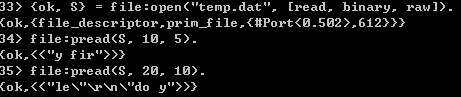 33> {ok, S} = file:open("temp.dat", [read, binary, raw]).
{ok,{file_descriptor,prim_file,{#Port<0.502>,612}}}
34> file:pread(S, 10, 5).
{ok,<<"y fir">>}
35> file:pread(S, 20, 10).
{ok,<<"le\"\r\n\"do y">>}